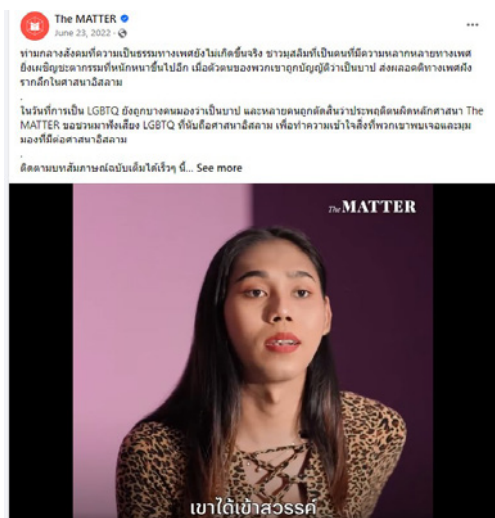 The MATTER
June 23, 2022
ท่ามกลางสังคมที่ความเป็นธรรมทางเพศยังไม่เกิดขึ้นจริง ชาวมุสลิมที่เป็นคนที่มีความหลากหลายทางเพศ
ยิ่งเผชิญชะตากรรมที่หนักหนาขึ้นไปอีก เมื่อตัวตนของพวกเขาถูกบัญญัติว่าเป็นบาป ส่งผลอคติทางเพศฝัง
รากลึกในศาสนาอิสลาม
.
ในวันที่การเป็น LGBTQ ยังถูกบางคนมองว่าเป็นบาป และหลายคนถูกตัดสินว่าประพฤติตนผิดหลักศาสนา The
MATTER ขอชวนมาฟังเสียง LGBTQ ที่นับถือศาสนาอิสลาม เพื่อทำความเข้าใจสิ่งที่พวกเขาพบเจอและมุม
มองที่มีต่อศาสนาอิสลาม
.
ติดตามบทสัมภาษณ์ฉบับเต็มได้เร็วๆ นี้... See more
The MATTER
เขาได้เข้าสวรรค์